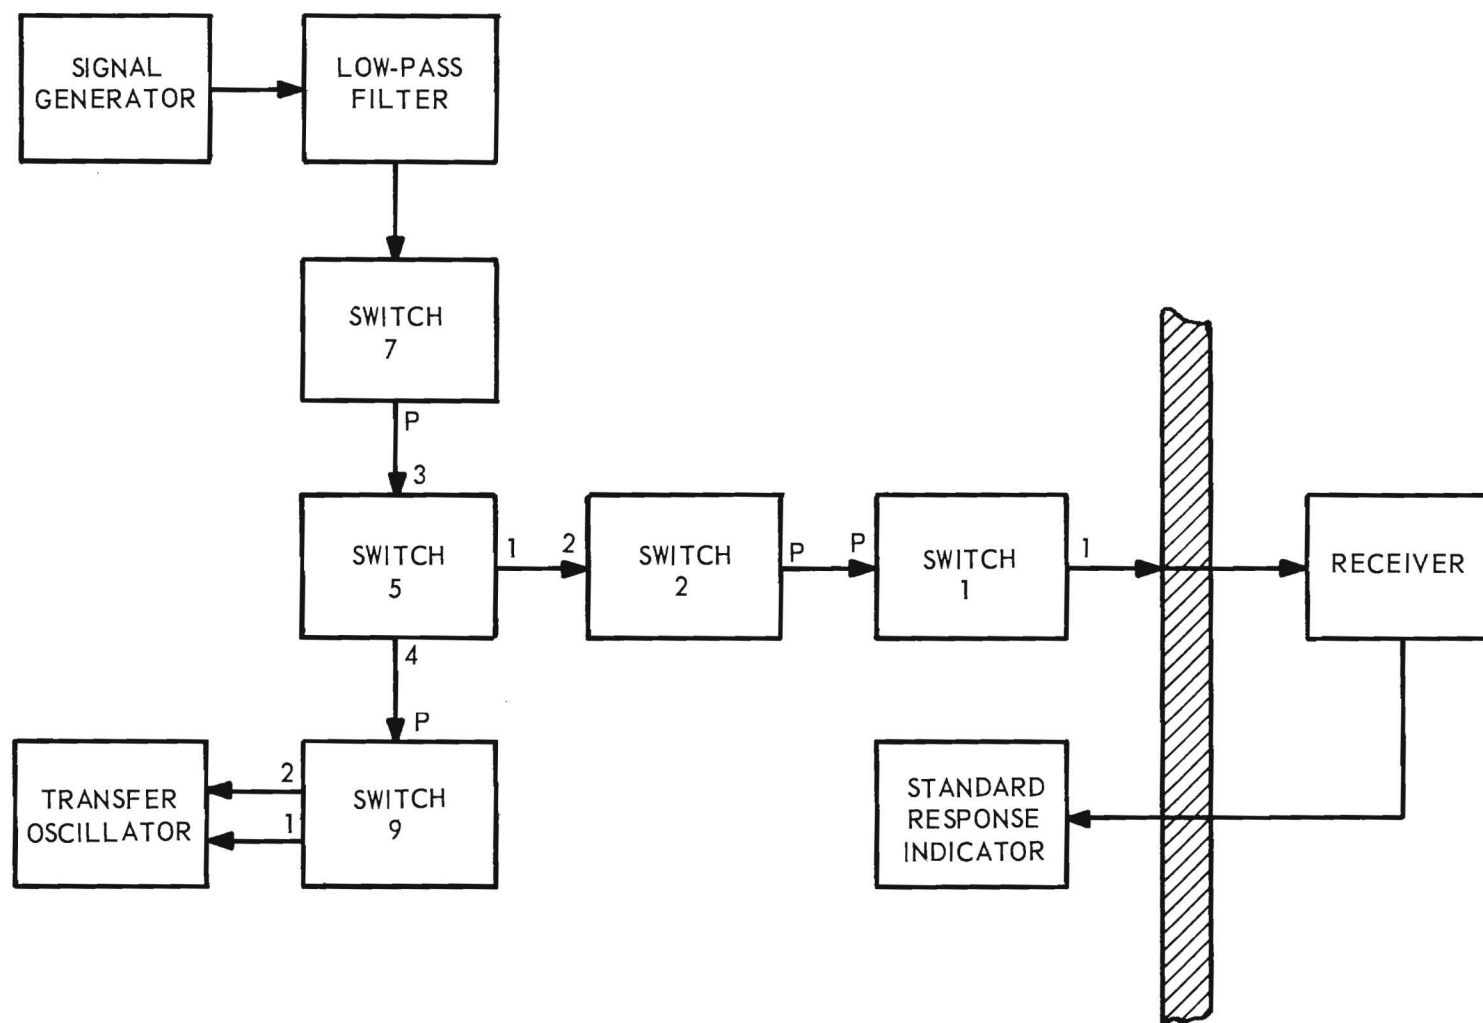 SIGNAL
GENERATOR
LOW-PASS
FILTER
SWITCH
7
P
3
SWITCH
5
1
2
SWITCH
2
P
P
SWITCH
1
1
RECEIVER
4
P
TRANSFER
OSCILLATOR
2
1
SWITCH
9
STANDARD
RESPONSE
INDICATOR